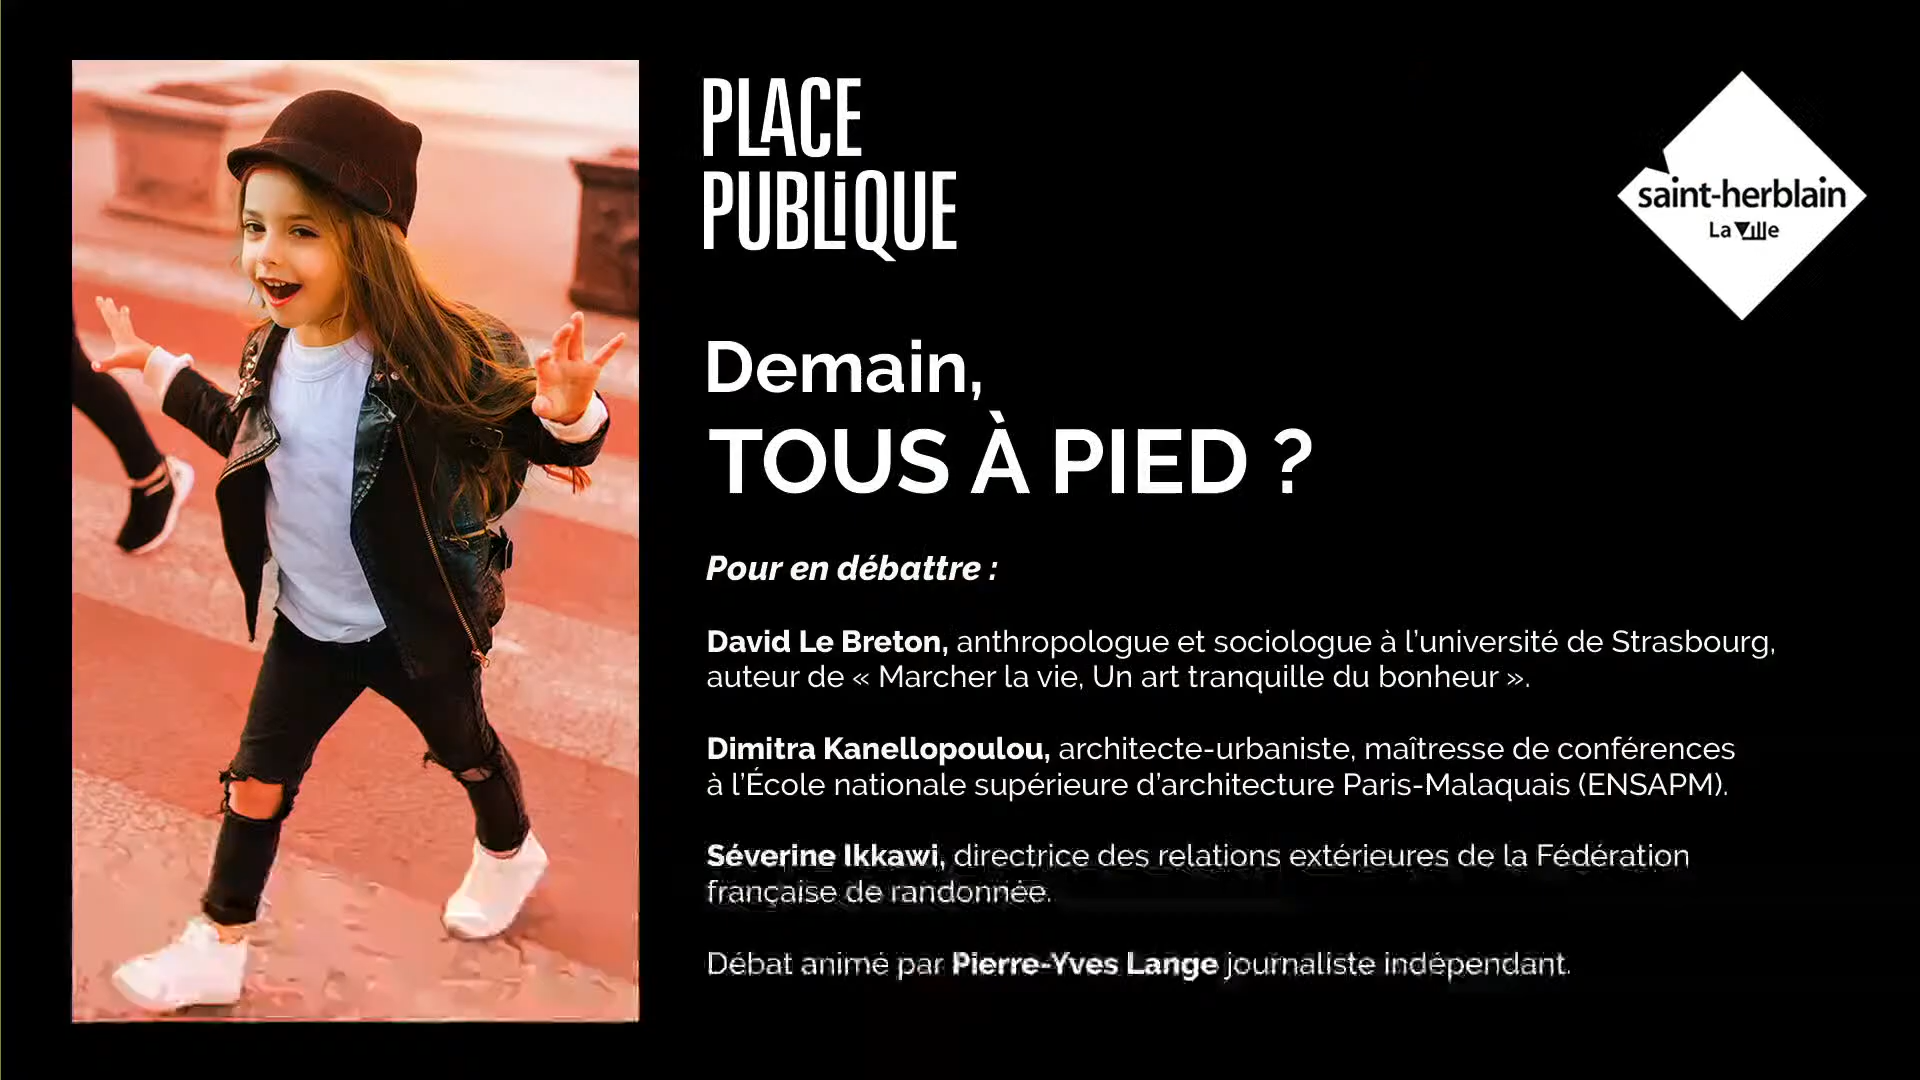 PLACE
PUBLiQUE
saint-herblain
La Ville
Demain,
TOUS À PIED ?
Pour en débattre :
David Le Breton, anthropologue et sociologue à l'université de Strasbourg,
auteur de « Marcher la vie, Un art tranquille du bonheur ».
Dimitra Kanellopoulou, architecte-urbaniste, maîtresse de conférences
à l'École nationale supérieure d'architecture Paris-Malaquais (ENSAPM).
Séverine Ikkawi, directrice des relations extérieures de la Fédération
française de randonnée.
Débat animé par Pierre-Yves Lange journaliste indépendant.